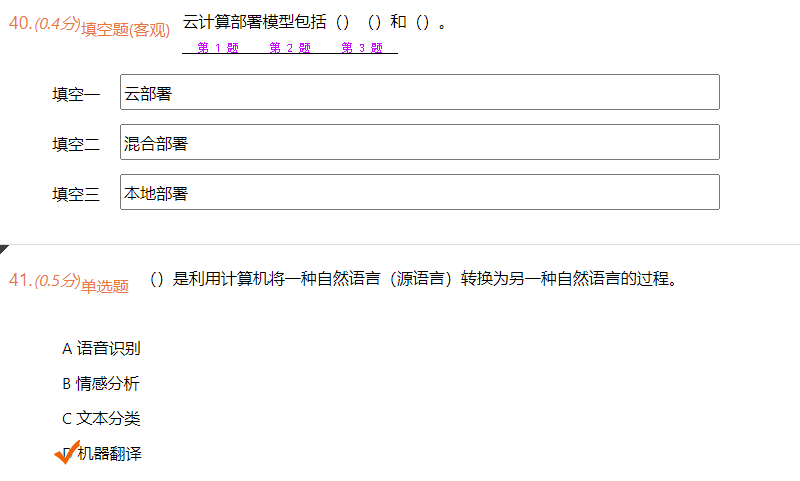 40.(0.4分)填空题(客观) 云计算部署模型包括（）（）和（）。
第 1 题 第 2 题 第 3 题
填空一 云部署
填空二 混合部署
填空三 本地部署
41.(0.5分)单选题 （）是利用计算机将一种自然语言（源语言）转换为另一种自然语言的过程。
A 语音识别
B 情感分析
C 文本分类
D 机器翻译